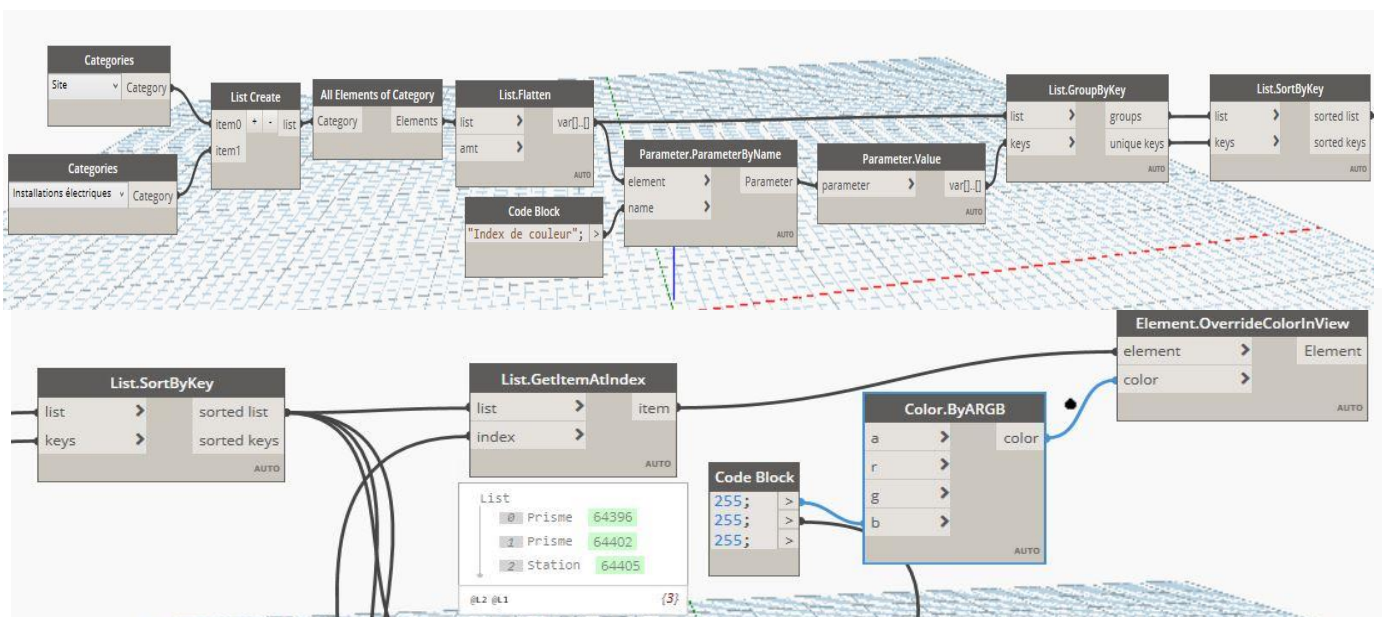 Categories
Site Category
Categories
Installations électriques Category
List Create
item0 + - list
item1
All Elements of Category
Category Elements
List.Flatten
list > var[]..[]
amt >
AUTO
Code Block
"Index de couleur"; >
Parameter.ParameterByName
element > Parameter
name >
AUTO
Parameter.Value
parameter > var[]..[]
AUTO
List.GroupByKey
list > groups
keys > unique keys
AUTO
List.SortByKey
list > sorted list
keys > sorted keys
AUTO
List.SortByKey
list > sorted list
keys > sorted keys
AUTO
List.GetItemAtIndex
list > item
index >
AUTO
List
0 Prisme 64396
1 Prisme 64402
2 Station 64405
@L2 @L1 {3}
Code Block
255; >
255; >
255; >
Color.ByARGB
a > color
r >
g >
b >
AUTO
Element.OverrideColorInView
element > Element
color >
AUTO